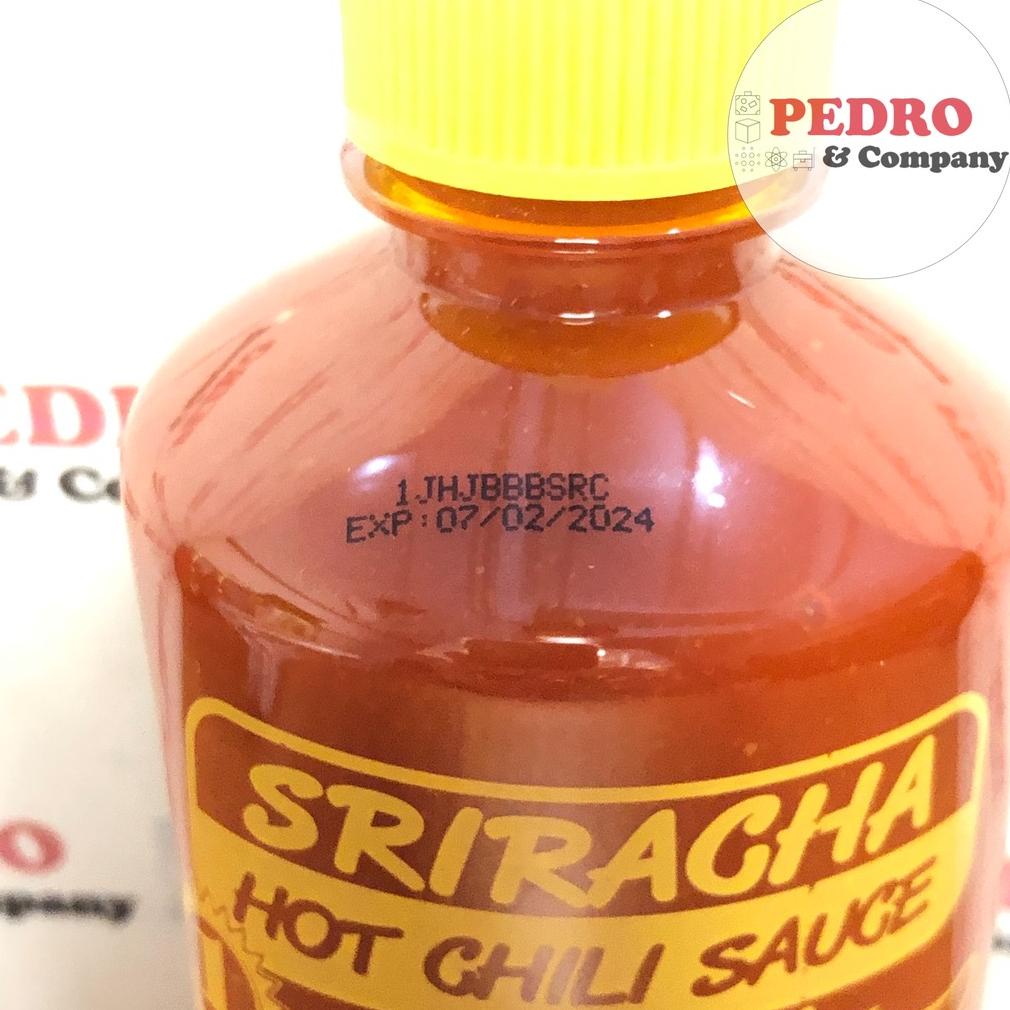 PEDRO
& Company
1JHJBBBSRC
EXP:07/02/2024
SRIRACHA
HOT CHILI SAUCE